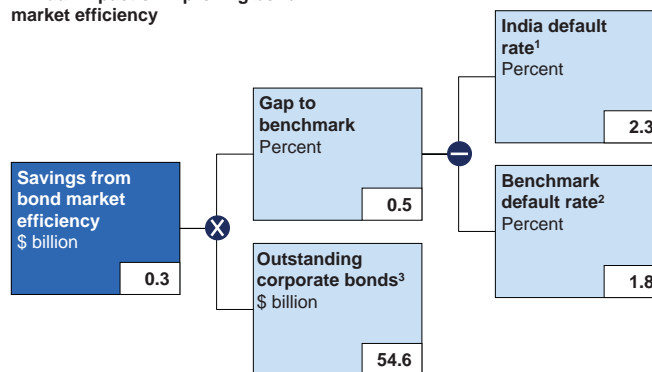 market efficiency
India default
rate¹
Percent
2.3
Gap to
benchmark
Percent
0.5
Savings from
bond market
efficiency
$ billion
0.3
X
Benchmark
default rate²
Percent
1.8
Outstanding
corporate bonds³
$ billion
54.6